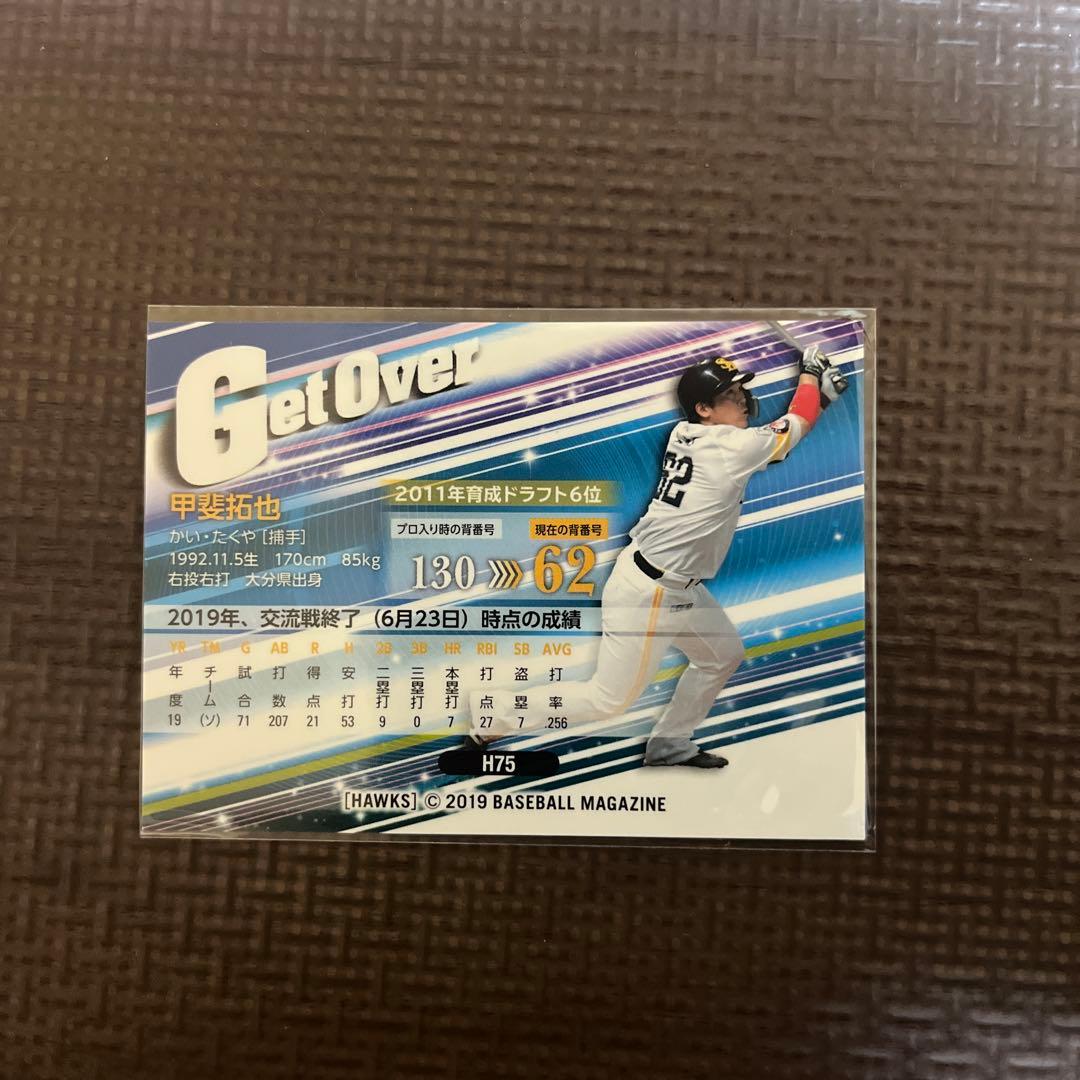 Get Over
甲斐拓也
かい・たくや [捕手]
1992.11.5生 170cm 85kg
右投右打 大分県出身
2011年育成ドラフト6位
プロ入り時の背番号 現在の背番号
130 》》 62
2019年、交流戦終了（6月23日）時点の成績
YR TM G AB R H 2B 3B HR RBI SB AVG
年度 チーム 試合 打数 得点 安打 二塁打 三塁打 本塁打 打点 盗塁 打率
19 (ソ) 71 207 21 53 9 0 7 27 7 .256
H75
[HAWKS] © 2019 BASEBALL MAGAZINE
62